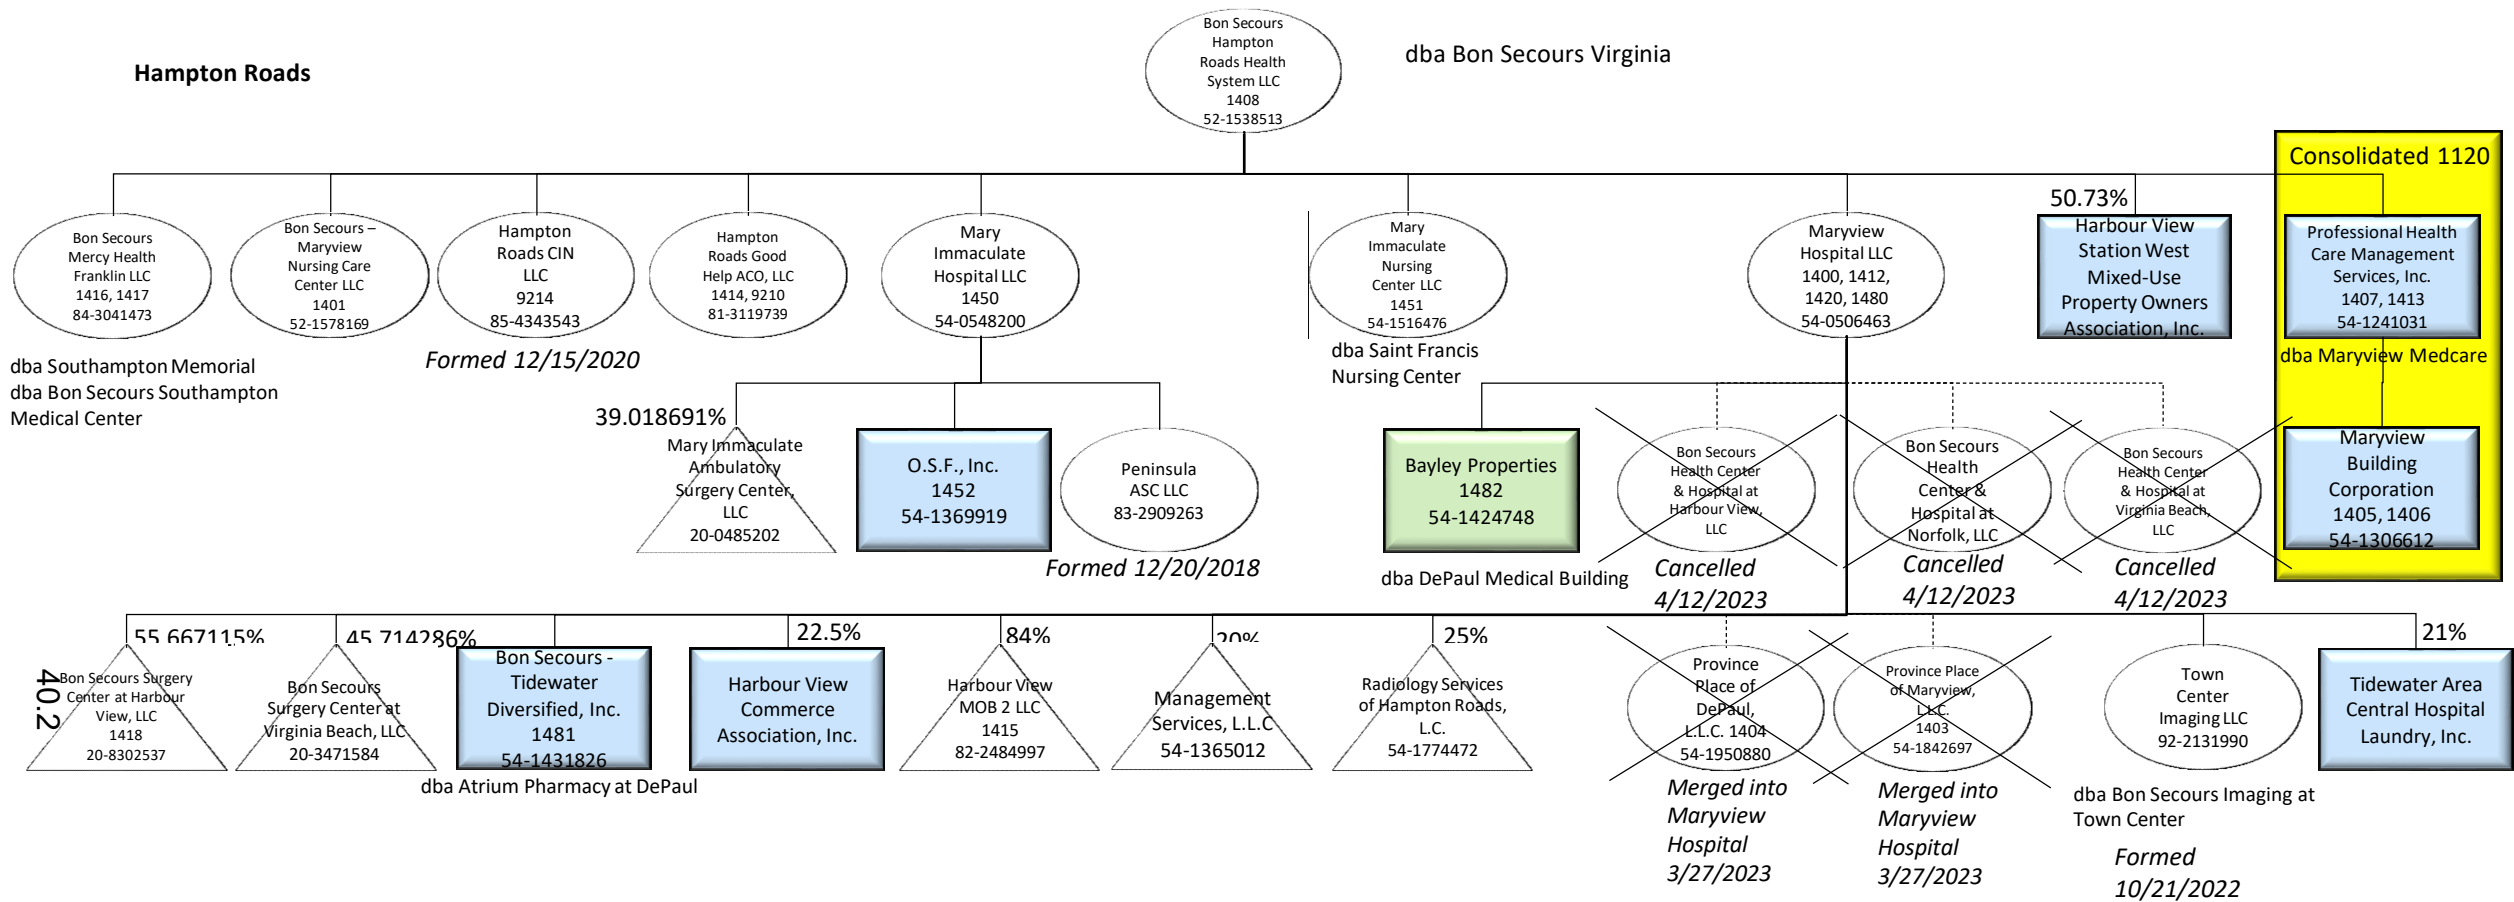 Hampton Roads
Bon Secours
Hampton
Roads Health
System LLC
1408
52-1538513
dba Bon Secours Virginia
Consolidated 1120
Bon Secours
Mercy Health
Franklin LLC
1416, 1417
84-3041473
dba Southampton Memorial
dba Bon Secours Southampton
Medical Center
Bon Secours –
Maryview
Nursing Care
Center LLC
1401
52-1578169
Hampton
Roads CIN
LLC
9214
85-4343543
Formed 12/15/2020
Hampton
Roads Good
Help ACO, LLC
1414, 9210
81-3119739
Mary
Immaculate
Hospital LLC
1450
54-0548200
Mary
Immaculate
Nursing
Center LLC
1451
54-1516476
dba Saint Francis
Nursing Center
Maryview
Hospital LLC
1400, 1412,
1420, 1480
54-0506463
50.73%
Harbour View
Station West
Mixed-Use
Property Owners
Association, Inc.
Professional Health
Care Management
Services, Inc.
1407, 1413
54-1241031
dba Maryview Medcare
39.018691%
Mary Immaculate
Ambulatory
Surgery Center,
LLC
20-0485202
O.S.F., Inc.
1452
54-1369919
Peninsula
ASC LLC
83-2909263
Formed 12/20/2018
Bayley Properties
1482
54-1424748
dba DePaul Medical Building
Bon Secours
Health Center
& Hospital at
Harbour View,
LLC
Cancelled
4/12/2023
Bon Secours
Health
Center &
Hospital at
Norfolk, LLC
Cancelled
4/12/2023
Bon Secours
Health Center
& Hospital at
Virginia Beach,
LLC
Cancelled
4/12/2023
Maryview
Building
Corporation
1405, 1406
54-1306612
55.667115%
40.2
Bon Secours Surgery
Center at Harbour
View, LLC
1418
20-8302537
45.714286%
Bon Secours
Surgery Center at
Virginia Beach, LLC
20-3471584
Bon Secours -
Tidewater
Diversified, Inc.
1481
54-1431826
dba Atrium Pharmacy at DePaul
22.5%
Harbour View
Commerce
Association, Inc.
84%
Harbour View
MOB 2 LLC
1415
82-2484997
20%
Management
Services, L.L.C
54-1365012
25%
Radiology Services
of Hampton Roads,
L.C.
54-1774472
Province
Place of
DePaul,
L.L.C. 1404
54-1950880
Merged into
Maryview
Hospital
3/27/2023
Province Place
of Maryview,
L.L.C.
1403
54-1842697
Merged into
Maryview
Hospital
3/27/2023
Town
Center
Imaging LLC
92-2131990
dba Bon Secours Imaging at
Town Center
Formed
10/21/2022
21%
Tidewater Area
Central Hospital
Laundry, Inc.